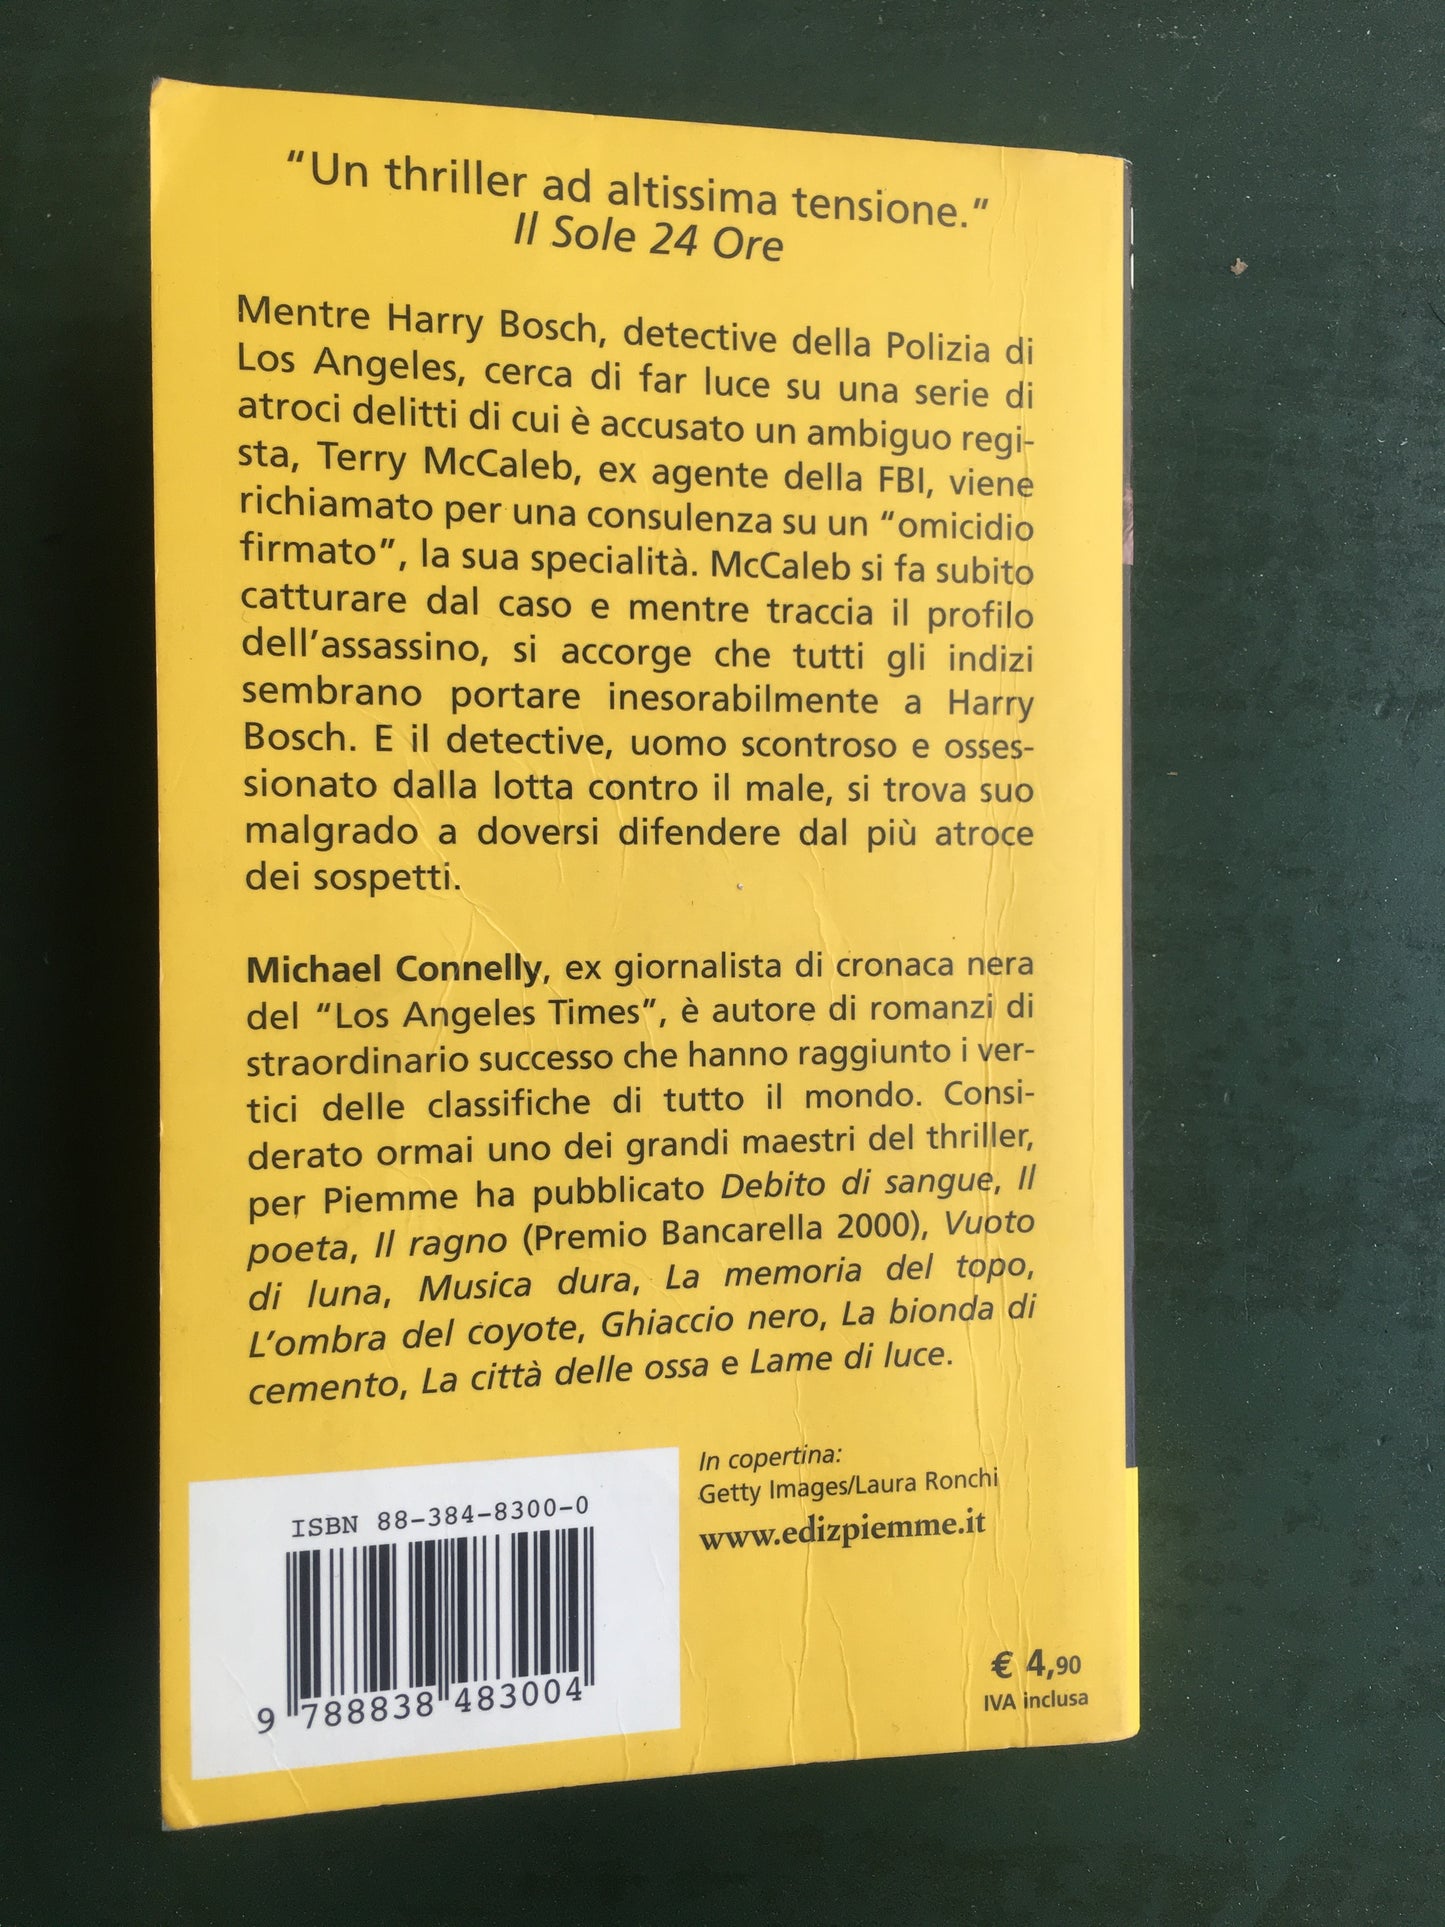 “Un thriller ad altissima tensione.”
Il Sole 24 Ore
Mentre Harry Bosch, detective della Polizia di
Los Angeles, cerca di far luce su una serie di
atroci delitti di cui è accusato un ambiguo regi-
sta, Terry McCaleb, ex agente della FBI, viene
richiamato per una consulenza su un “omicidio
firmato”, la sua specialità. McCaleb si fa subito
catturare dal caso e mentre traccia il profilo
dell’assassino, si accorge che tutti gli indizi
sembrano portare inesorabilmente a Harry
Bosch. E il detective, uomo scontroso e osses-
sionato dalla lotta contro il male, si trova suo
malgrado a doversi difendere dal più atroce
dei sospetti.
Michael Connelly, ex giornalista di cronaca nera
del “Los Angeles Times”, è autore di romanzi di
straordinario successo che hanno raggiunto i ver-
tici delle classifiche di tutto il mondo. Consi-
derato ormai uno dei grandi maestri del thriller,
per Piemme ha pubblicato Debito di sangue, Il
poeta, Il ragno (Premio Bancarella 2000), Vuoto
di luna, Musica dura, La memoria del topo,
L’ombra del coyote, Ghiaccio nero, La bionda di
cemento, La città delle ossa e Lame di luce.
In copertina:
Getty Images/Laura Ronchi
www.edizpiemme.it
ISBN 88-384-8300-0
9 788838 483004
€ 4,90
IVA inclusa